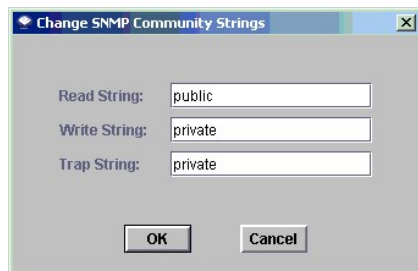 Change SNMP Community Strings
Read String: public
Write String: private
Trap String: private
OK Cancel